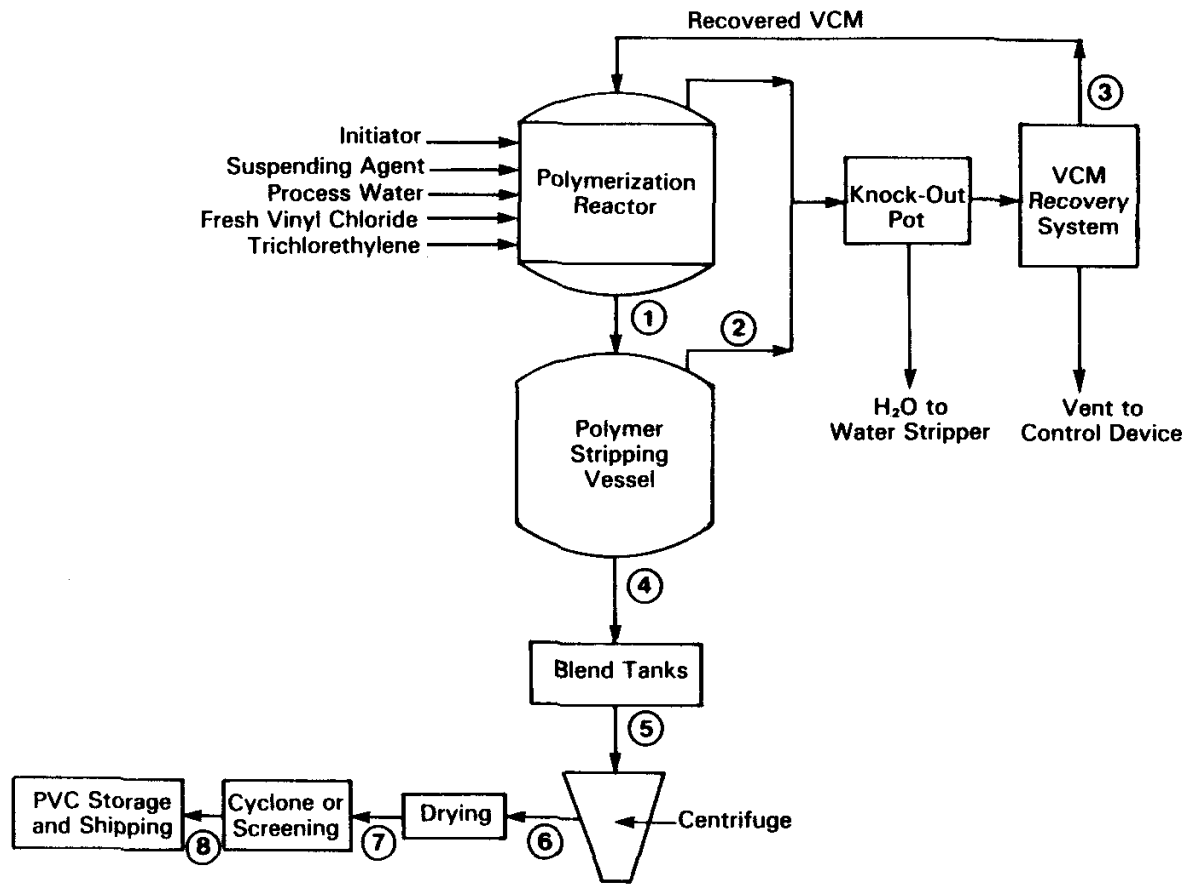 Recovered VCM
3
Initiator
Suspending Agent
Process Water
Fresh Vinyl Chloride
Trichlorethylene
Polymerization
Reactor
Knock-Out
Pot
VCM
Recovery
System
1
2
H₂O to
Water Stripper
Vent to
Control Device
Polymer
Stripping
Vessel
4
Blend Tanks
5
PVC Storage
and Shipping
8
Cyclone or
Screening
7
Drying
6
Centrifuge